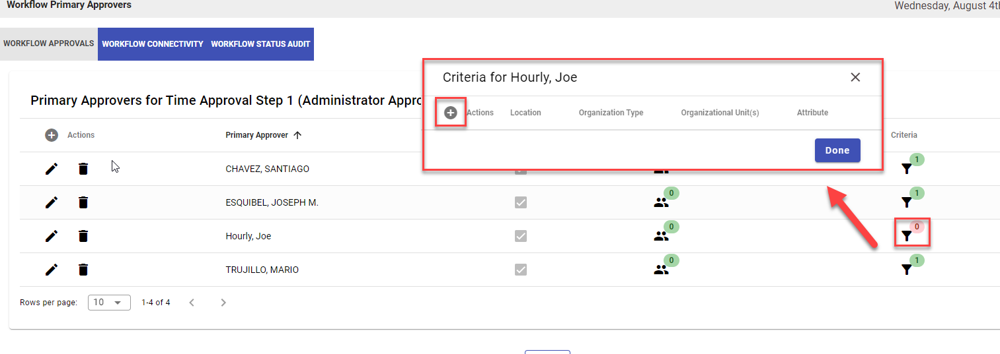 Workflow Primary Approvers
Wednesday, August 4th
WORKFLOW APPROVALS WORKFLOW CONNECTIVITY WORKFLOW STATUS AUDIT
Criteria for Hourly, Joe
Primary Approvers for Time Approval Step 1 (Administrator Appro
Actions Location Organization Type Organizational Unit(s) Attribute
Actions Primary Approver Criteria
Done
CHAVEZ, SANTIAGO 1
ESQUIBEL, JOSEPH M. 0 1
Hourly, Joe 0 0
TRUJILLO, MARIO 0 1
Rows per page: 10 1-4 of 4